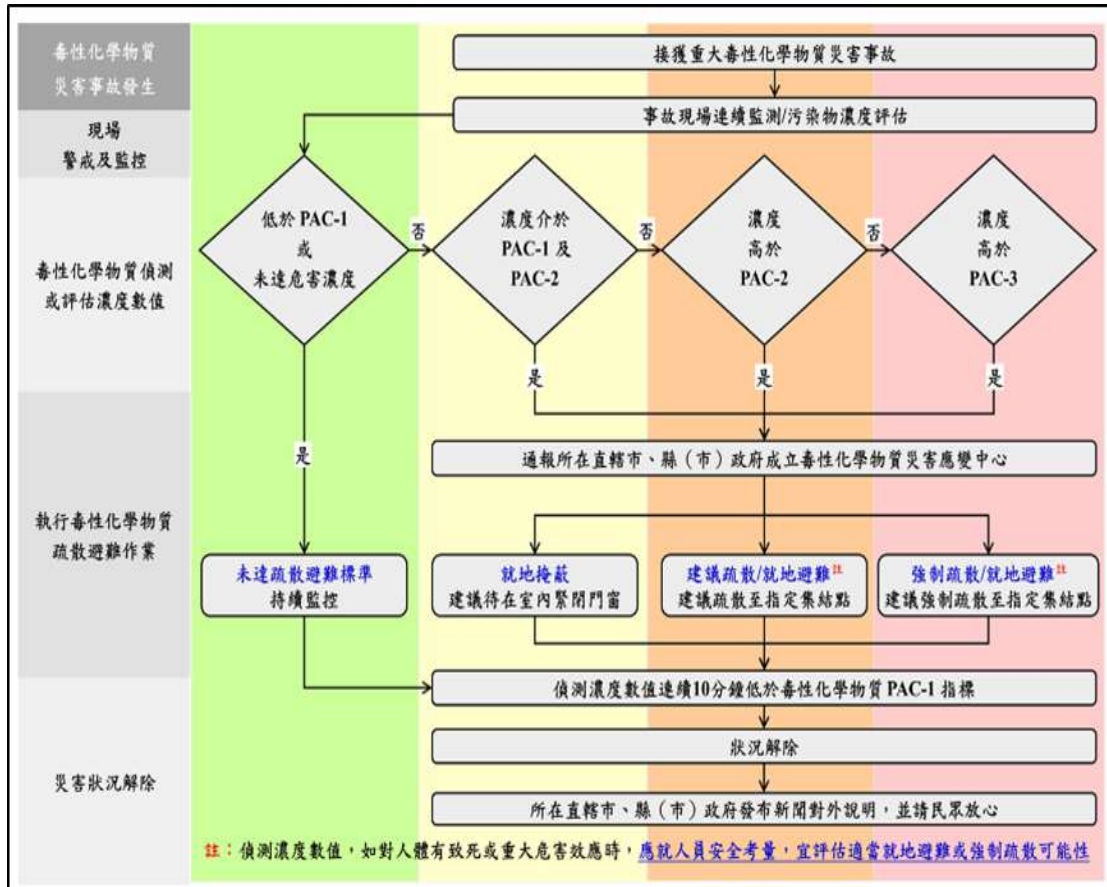 毒性化學物質
災害事故發生
接獲重大毒性化學物質災害事故
現場
警戒及監控
事故現場連續監測/污染物濃度評估
毒性化學物質偵測
或評估濃度數值
低於 PAC-1
或
未達危害濃度
否
濃度介於
PAC-1 及
PAC-2
否
濃度
高於
PAC-2
否
濃度
高於
PAC-3
是
是
是
是
執行毒性化學物質
疏散避難作業
通報所在直轄市、縣（市）政府成立毒性化學物質災害應變中心
未達疏散避難標準
持續監控
就地掩蔽
建議待在室內緊閉門窗
建議疏散/就地避難註
建議疏散至指定集結點
強制疏散/就地避難註
建議強制疏散至指定集結點
災害狀況解除
偵測濃度數值連續10分鐘低於毒性化學物質 PAC-1 指標
狀況解除
所在直轄市、縣（市）政府發布新聞對外說明，並請民眾放心
註：偵測濃度數值，如對人體有致死或重大危害效應時，應就人員安全考量，宜評估適當就地避難或強制疏散可能性